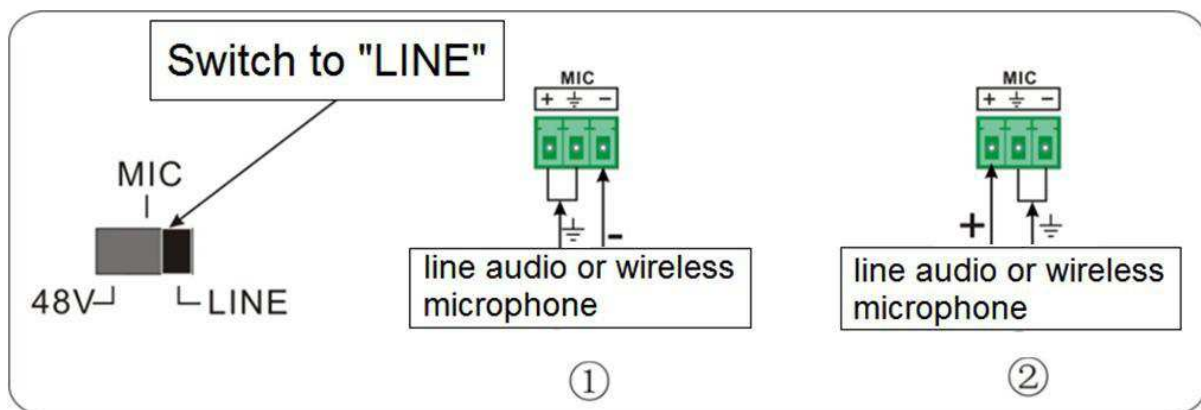 Switch to "LINE"
MIC
48V
LINE
MIC
+ ⏚ -
⏚ -
line audio or wireless
microphone
①
MIC
+ ⏚ -
+ ⏚
line audio or wireless
microphone
②